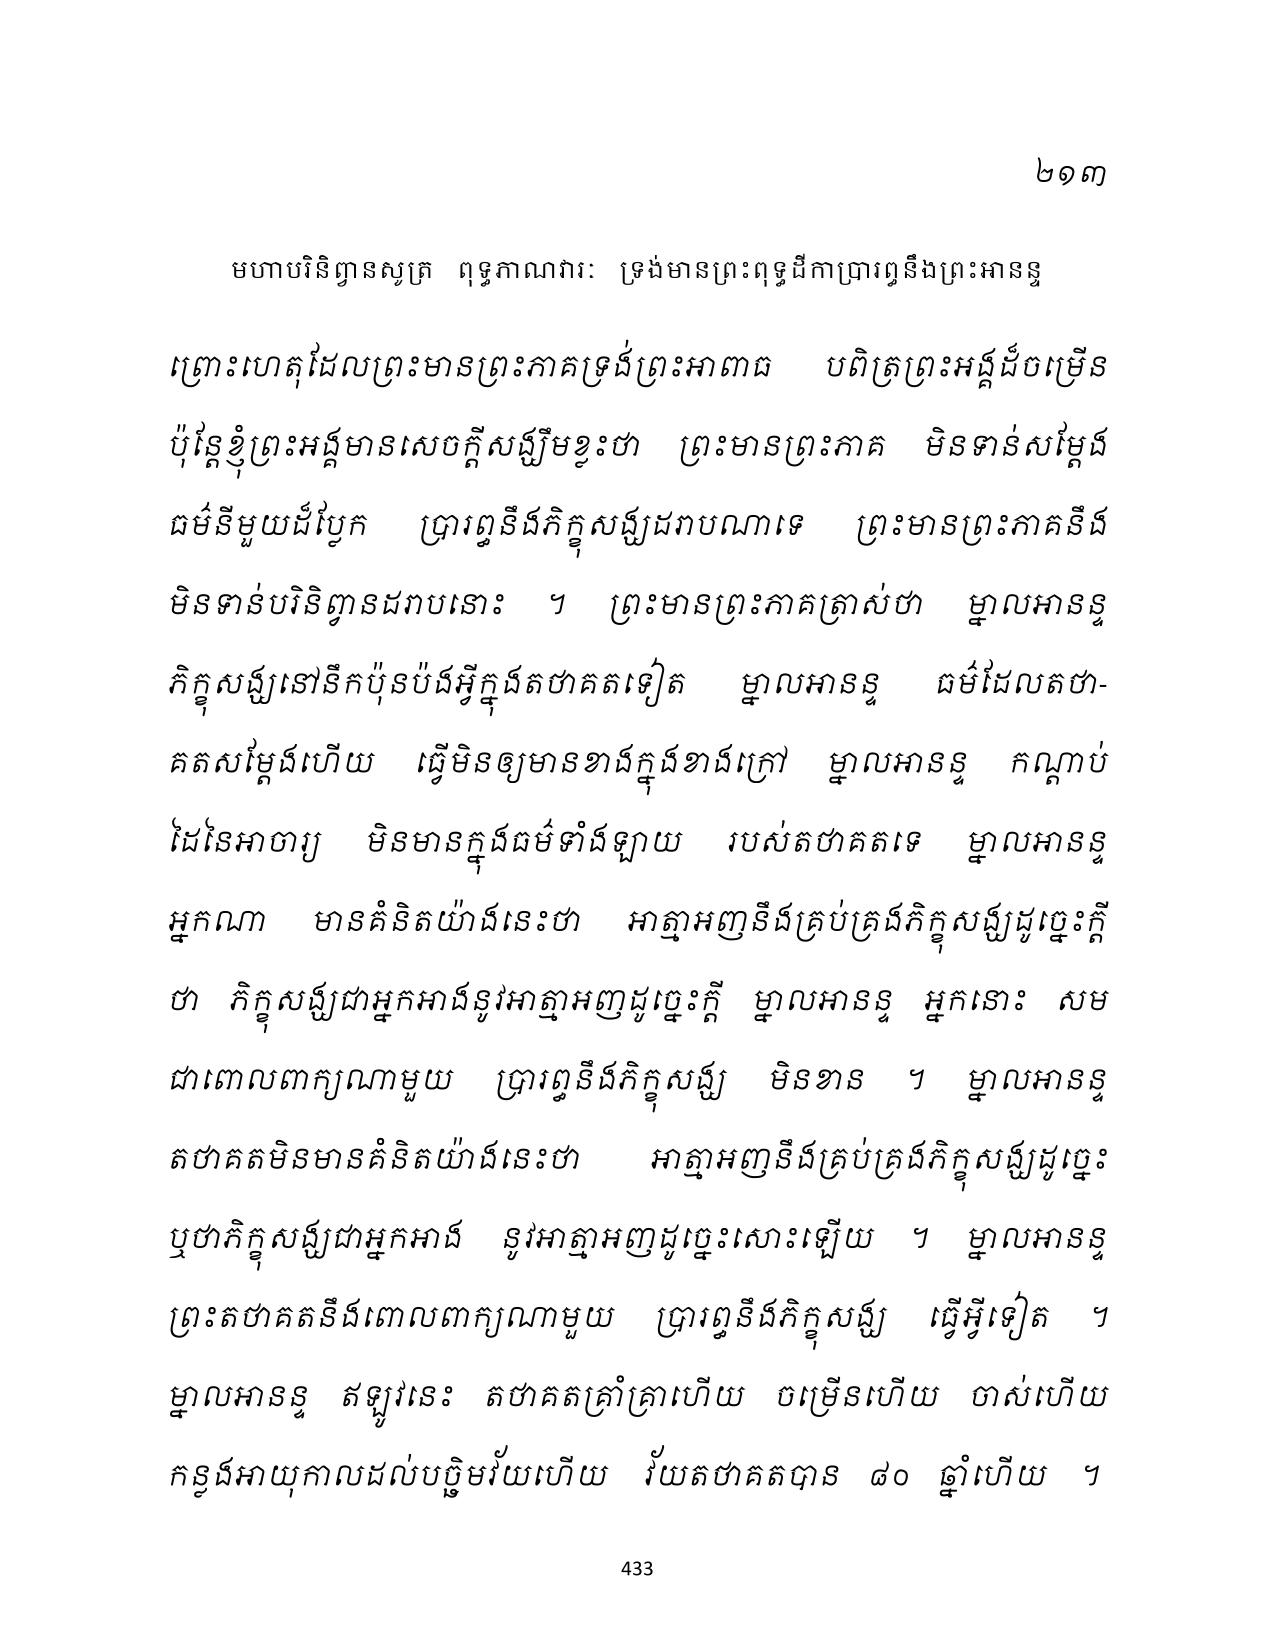 ២១៣
មហាបរិនិព្វានសូត្រ ពុទ្ធភាណវារៈ ទ្រង់មានព្រះពុទ្ធដីកាប្រារឰនឹងព្រះអានន្ទ
ព្រោះហេតុដែលព្រះមានព្រះភាគទ្រង់ព្រះអាពាធ បពិត្រព្រះអង្គដ៏ចម្រើន
ប៉ុន្តែខ្ញុំព្រះអង្គមានសេចក្តីសង្ឃឹមខ្លះថា ព្រះមានព្រះភាគ មិនទាន់សម្តែង
ធម៌នីមួយដ៏ប្លែក ប្រារឰនឹងភិក្ខុសង្ឃដរាបណាទេ ព្រះមានព្រះភាគនឹង
មិនទាន់បរិនិព្វានដរាបនោះ ។ ព្រះមានព្រះភាគត្រាស់ថា ម្នាលអានន្ទ
ភិក្ខុសង្ឃនៅនឹកប៉ុនប៉ងអ្វីក្នុងតថាគតទៀត ម្នាលអានន្ទ ធម៌ដែលតថា-
គតសម្តែងហើយ ធ្វើមិនឲ្យមានខាងក្នុងខាងក្រៅ ម្នាលអានន្ទ កណ្តាប់
ដៃនៃអាចារ្យ មិនមានក្នុងធម៌ទាំងឡាយ របស់តថាគតទេ ម្នាលអានន្ទ
អ្នកណា មានគំនិតយ៉ាងនេះថា អាត្មាអញនឹងគ្រប់គ្រងភិក្ខុសង្ឃដូច្នេះក្តី
ថា ភិក្ខុសង្ឃជាអ្នកអាងនូវអាត្មាអញដូច្នេះក្តី ម្នាលអានន្ទ អ្នកនោះ សម
ជាពោលពាក្យណាមួយ ប្រារឰនឹងភិក្ខុសង្ឃ មិនខាន ។ ម្នាលអានន្ទ
តថាគតមិនមានគំនិតយ៉ាងនេះថា អាត្មាអញនឹងគ្រប់គ្រងភិក្ខុសង្ឃដូច្នេះ
ឬថាភិក្ខុសង្ឃជាអ្នកអាង នូវអាត្មាអញដូច្នេះសោះឡើយ ។ ម្នាលអានន្ទ
ព្រះតថាគតនឹងពោលពាក្យណាមួយ ប្រារឰនឹងភិក្ខុសង្ឃ ធ្វើអ្វីទៀត ។
ម្នាលអានន្ទ ឥឡូវនេះ តថាគតគ្រាំគ្រាហើយ ចម្រើនហើយ ចាស់ហើយ
កន្លងអាយុកាលដល់បច្ឆិមវ័យហើយ វ័យតថាគតបាន ៨០ ឆ្នាំហើយ ។
433